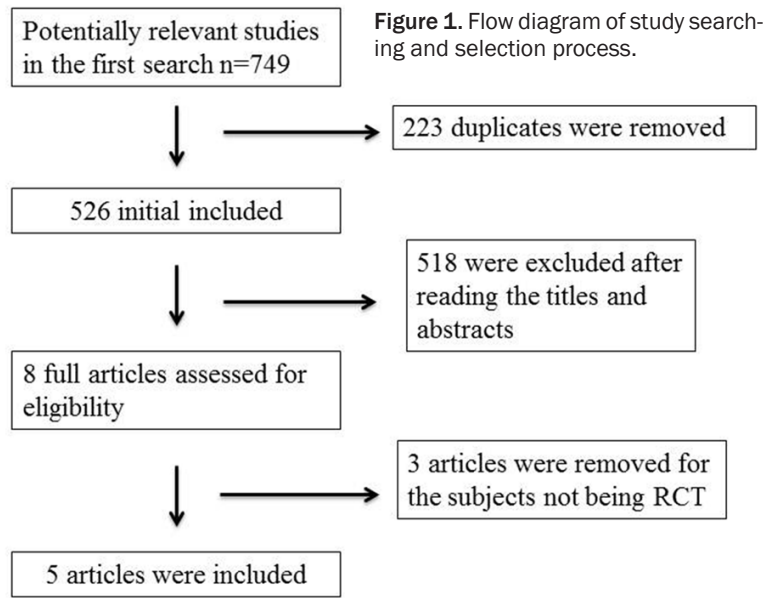 Figure 1. Flow diagram of study search-
ing and selection process.
Potentially relevant studies
in the first search n=749
223 duplicates were removed
526 initial included
518 were excluded after
reading the titles and
abstracts
8 full articles assessed for
eligibility
3 articles were removed for
the subjects not being RCT
5 articles were included